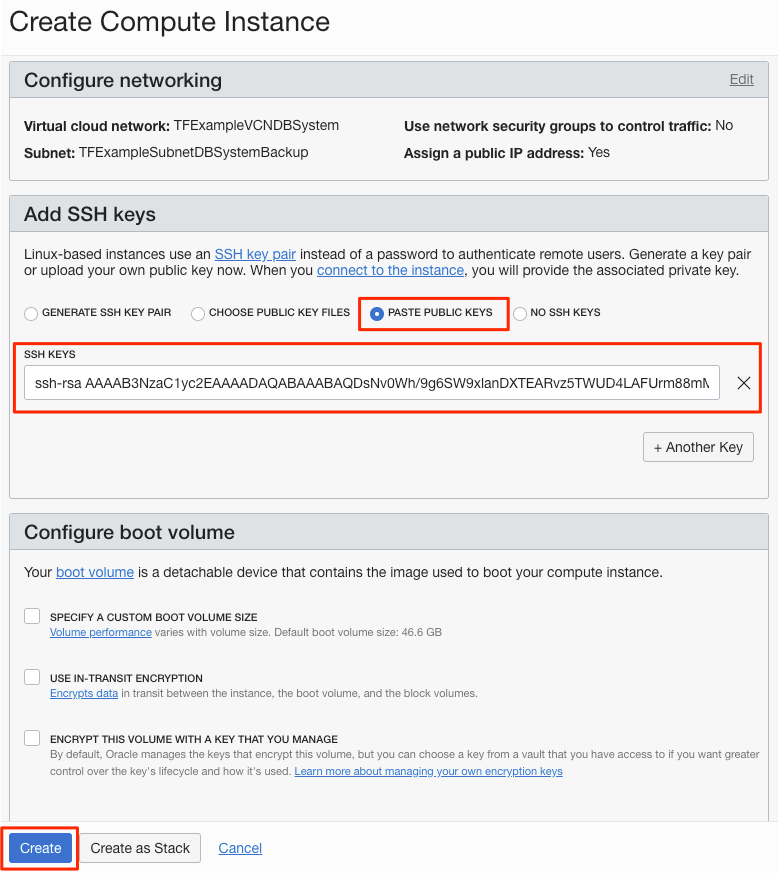 Create Compute Instance
Configure networking
Edit
Virtual cloud network: TFExampleVCNDBSystem
Use network security groups to control traffic: No
Subnet: TFExampleSubnetDBSystemBackup
Assign a public IP address: Yes
Add SSH keys
Linux-based instances use an SSH key pair instead of a password to authenticate remote users. Generate a key pair
or upload your own public key now. When you connect to the instance, you will provide the associated private key.
GENERATE SSH KEY PAIR
CHOOSE PUBLIC KEY FILES
PASTE PUBLIC KEYS
NO SSH KEYS
SSH KEYS
ssh-rsa AAAAB3NzaC1yc2EAAAADAQABAAABAQDsNv0Wh/9g6SW9xlanDXTEARvz5TWUD4LAFUrm88mM
+ Another Key
Configure boot volume
Your boot volume is a detachable device that contains the image used to boot your compute instance.
SPECIFY A CUSTOM BOOT VOLUME SIZE
Volume performance varies with volume size. Default boot volume size: 46.6 GB
USE IN-TRANSIT ENCRYPTION
Encrypts data in transit between the instance, the boot volume, and the block volumes.
ENCRYPT THIS VOLUME WITH A KEY THAT YOU MANAGE
By default, Oracle manages the keys that encrypt this volume, but you can choose a key from a vault that you have access to if you want greater
control over the key's lifecycle and how it's used. Learn more about managing your own encryption keys
Create
Create as Stack
Cancel